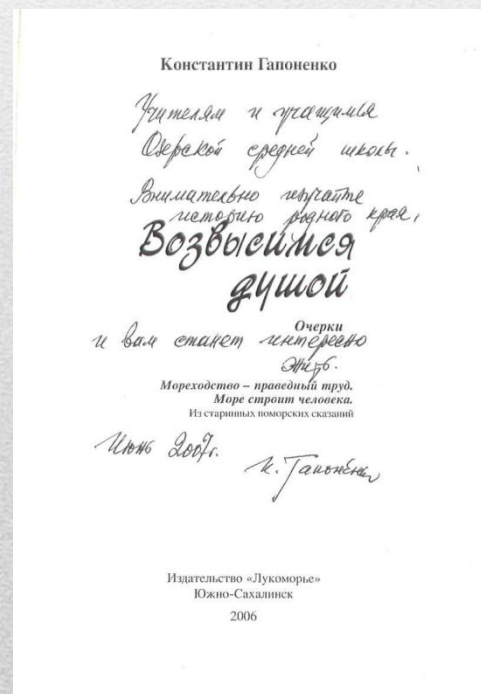 Константин Гапоненко
Учителям и учащимся
Озерской средней школы.
Внимательно изучайте
историю родного края,
Возвысимся
душой
Очерки
и вам станет интересно
жить.
Мореходство – праведный труд.
Море строит человека.
Из старинных поморских сказаний
Июнь 2007г.
К. Гапоненко
Издательство «Лукоморье»
Южно-Сахалинск
2006